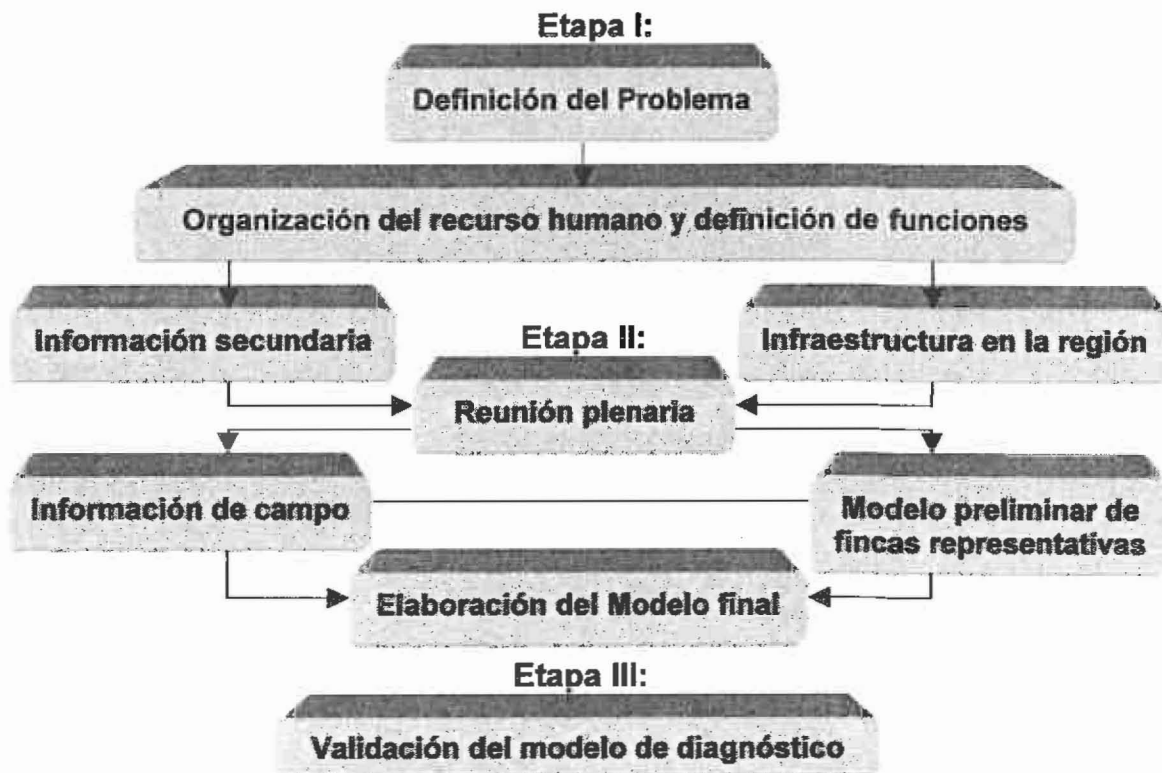 Etapa I:
Definición del Problema
Organización del recurso humano y definición de funciones
Información secundaria
Infraestructura en la región
Etapa II:
Reunión plenaria
Información de campo
Modelo preliminar de
fincas representativas
Elaboración del Modelo final
Etapa III:
Validación del modelo de diagnóstico